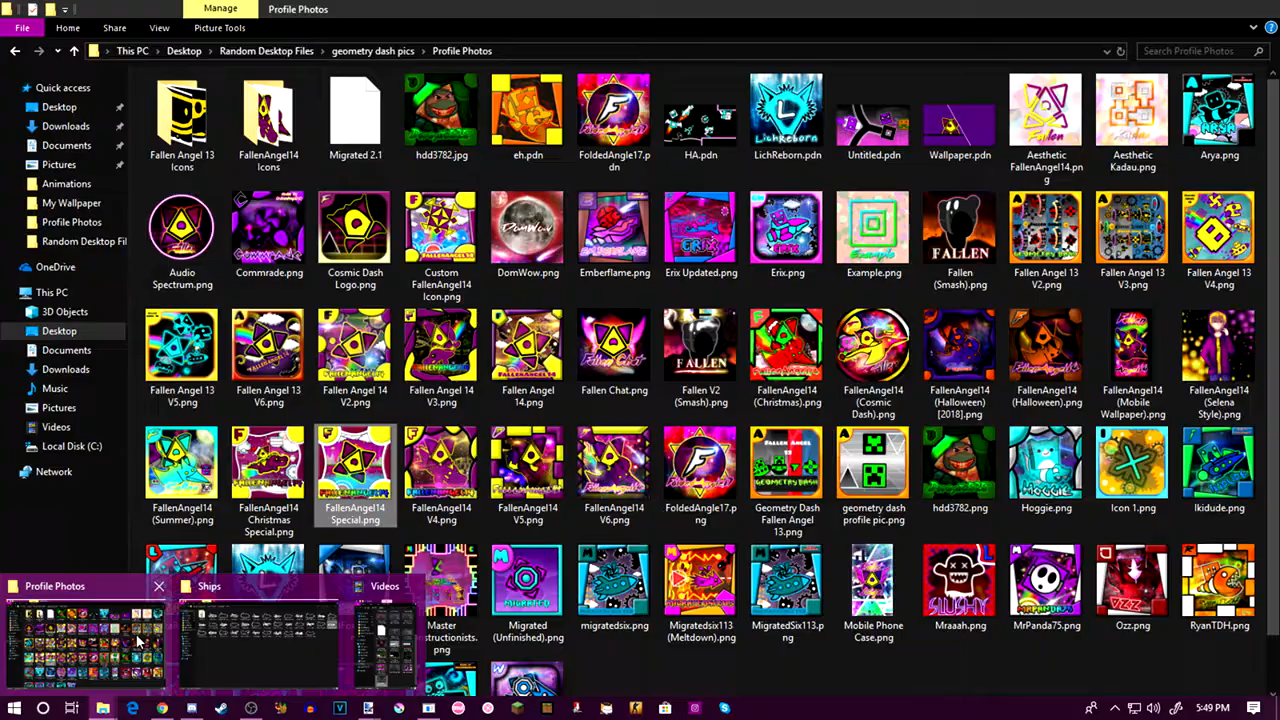 Manage
Profile Photos
File
Home
Share
View
Picture Tools
This PC
Desktop
Random Desktop Files
geometry dash pics
Profile Photos
Search Profile Photos
Quick access
Desktop
Downloads
Documents
Pictures
Animations
My Wallpaper
Profile Photos
Random Desktop Fil
OneDrive
This PC
3D Objects
Desktop
Documents
Downloads
Music
Pictures
Videos
Local Disk (C:)
Network
Fallen Angel 13
Icons
FallenAngel14
Icons
Migrated 2.1
hdd3782.jpg
eh.pdn
FoldedAngle17.p
dn
HA.pdn
LichReborn.pdn
Untitled.pdn
Wallpaper.pdn
Aesthetic
FallenAngel14.pn
g
Aesthetic
Kadau.png
Arya.png
Audio
Spectrum.png
Commrade.png
Cosmic Dash
Logo.png
Custom
FallenAngel14
Icon.png
DomWow.png
Emberflame.png
Erix Updated.png
Erix.png
Example.png
Fallen
(Smash).png
Fallen Angel 13
V2.png
Fallen Angel 13
V3.png
Fallen Angel 13
V4.png
Fallen Angel 13
V5.png
Fallen Angel 13
V6.png
Fallen Angel 14
V2.png
Fallen Angel 14
V3.png
Fallen Angel
14.png
Fallen Chat.png
Fallen V2
(Smash).png
FallenAngel14
(Christmas).png
FallenAngel14
(Cosmic
Dash).png
FallenAngel14
(Halloween)
[2018].png
FallenAngel14
(Halloween).png
FallenAngel14
(Mobile
Wallpaper).png
FallenAngel14
(Selena
Style).png
FallenAngel14
(Summer).png
FallenAngel14
Christmas
Special.png
FallenAngel14
Special.png
FallenAngel14
V4.png
FallenAngel14
V5.png
FallenAngel14
V6.png
FoldedAngle17.p
ng
Geometry Dash
Fallen Angel
13.png
geometry dash
profile pic.png
hdd3782.png
Hoggie.png
Icon 1.png
Ikidude.png
Master
Instructionists.
png
Migrated
(Unfinished).png
migratedsix.png
Migratedsix113
(Meltdown).png
MigratedSix113.p
ng
Mobile Phone
Case.png
Mraaah.png
MrPanda75.png
Ozz.png
RyanTDH.png
Profile Photos
Ships
Videos
5:49 PM